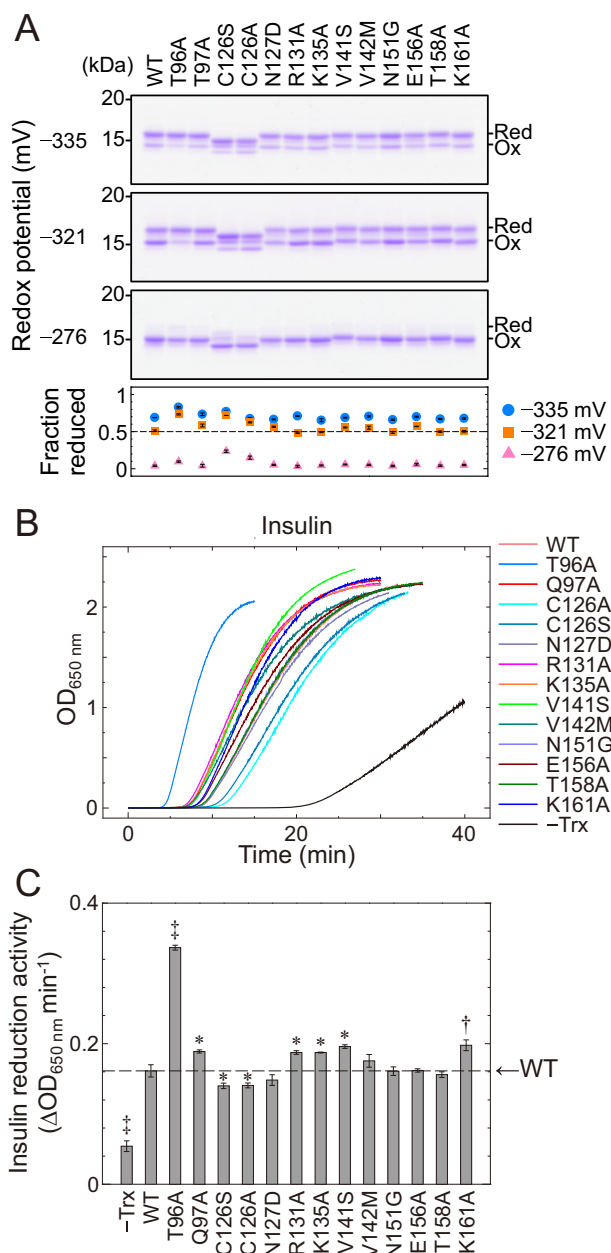 A
(kDa)
WT T96A T97A C126S C126A N127D R131A K135A V141S V142M N151G E156A T158A K161A
Redox potential (mV)
20
–335
15
Red
Ox
20
–321
15
Red
Ox
20
–276
15
Red
Ox
Fraction reduced
1
0.5
0
–335 mV
–321 mV
–276 mV
B
Insulin
OD650 nm
2
1
0
0 20 40
Time (min)
WT
T96A
Q97A
C126A
C126S
N127D
R131A
K135A
V141S
V142M
N151G
E156A
T158A
K161A
–Trx
C
Insulin reduction activity
(ΔOD650 nm min-1)
0.4
0.2
0
‡ ‡ * * * * * * †
←WT
–Trx WT T96A Q97A C126S C126A N127D R131A K135A V141S V142M N151G E156A T158A K161A